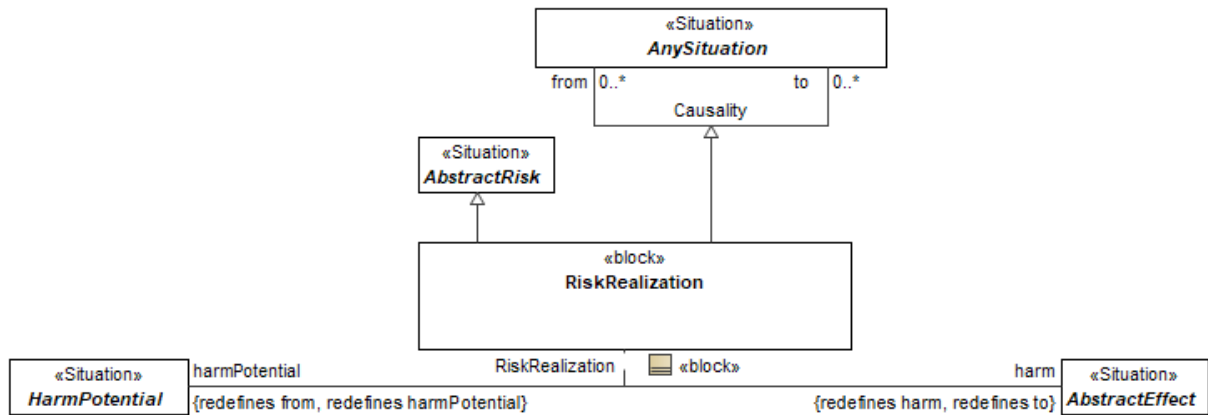 «Situation»
AnySituation
from 0..* to 0..*
Causality
«Situation»
AbstractRisk
«block»
RiskRealization
«Situation»
HarmPotential
harmPotential
{redefines from, redefines harmPotential}
RiskRealization «block»
harm
{redefines harm, redefines to}
«Situation»
AbstractEffect